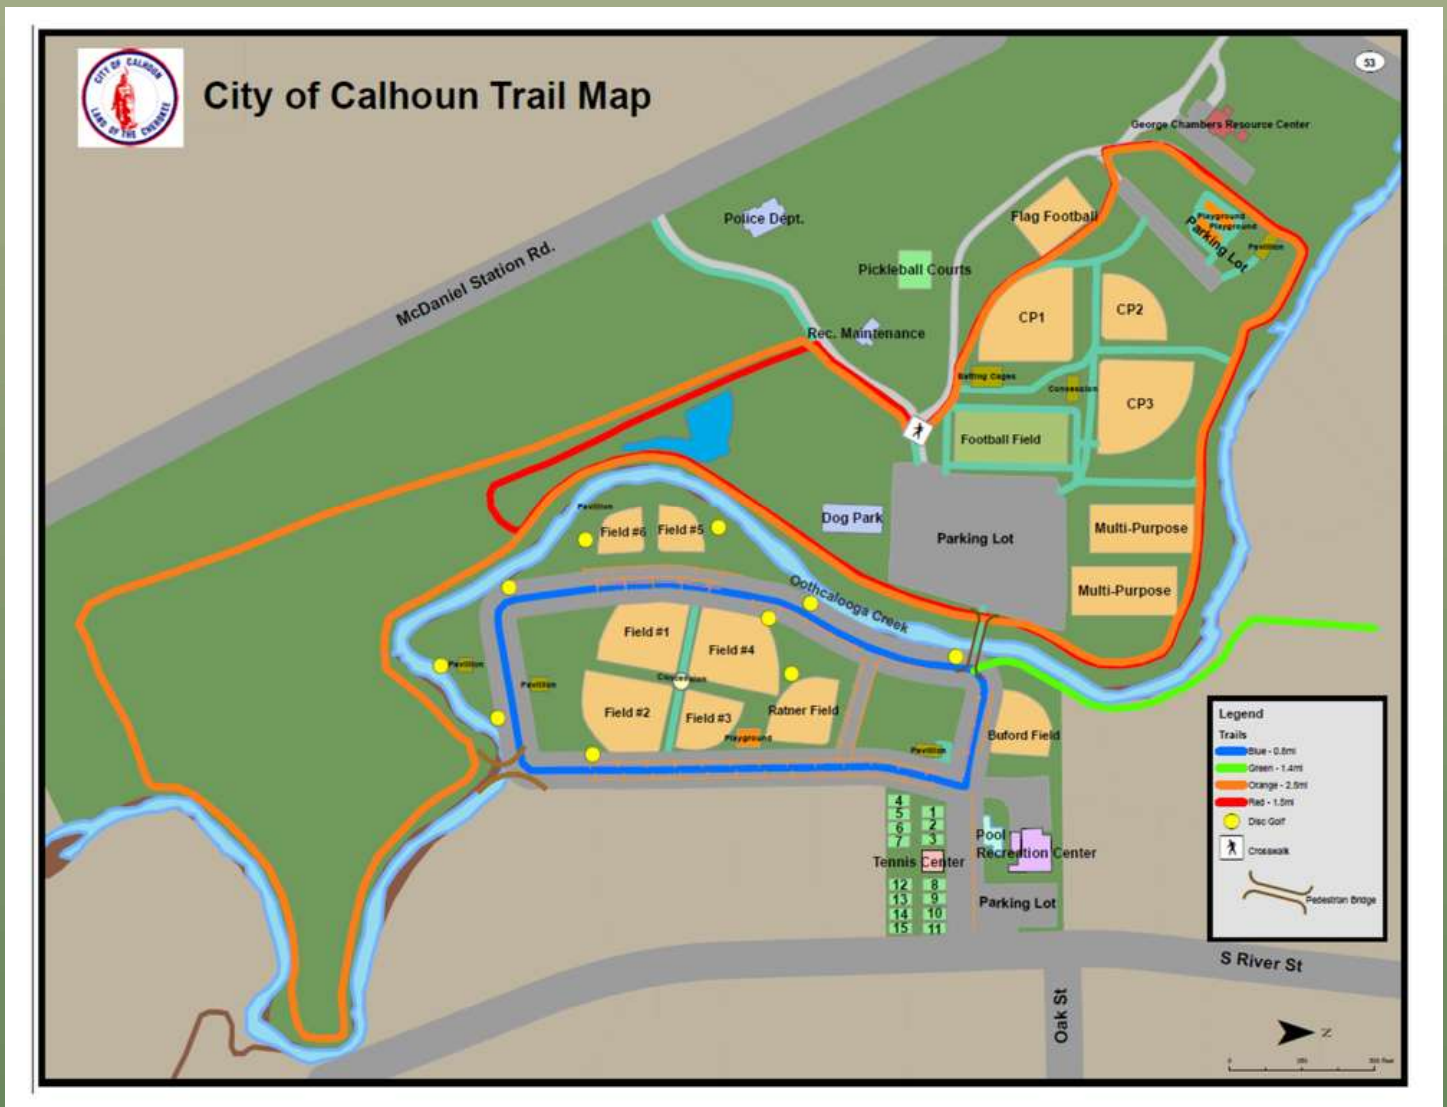 CITY OF CALHOUN
LAND OF THE CHEROKEE
City of Calhoun Trail Map
53
George Chambers Resource Center
Police Dept.
Flag Football
Playground
Playground
Parking Lot
Pavilion
McDaniel Station Rd.
Pickleball Courts
CP1
CP2
Rec. Maintenance
Batting Cages
Concession
CP3
Football Field
Pavilion
Field #6
Field #5
Dog Park
Parking Lot
Multi-Purpose
Multi-Purpose
Oothcalooga Creek
Field #1
Field #4
Pavilion
Pavilion
Concession
Field #2
Field #3
Ratner Field
Playground
Pavilion
Buford Field
4
5
6
7
1
2
3
Pool
Recreation Center
Tennis Center
12
13
14
15
8
9
10
11
Parking Lot
S River St
Oak St
Legend
Trails
Blue - 0.8mi
Green - 1.4mi
Orange - 2.5mi
Red - 1.5mi
Disc Golf
Crosswalk
Pedestrian Bridge
N
0